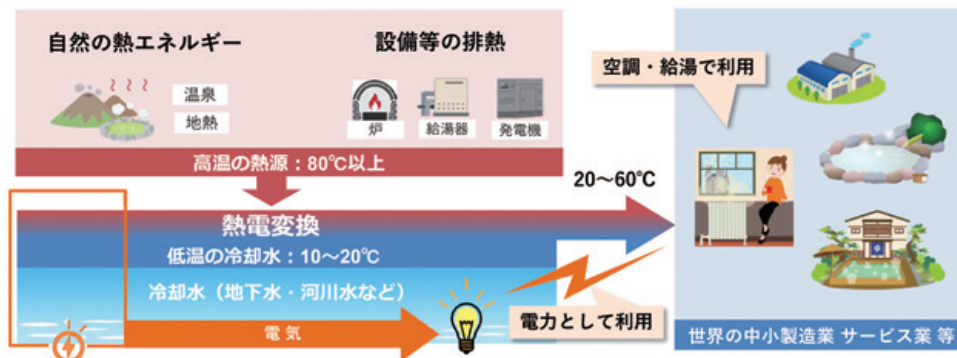 自然の熱エネルギー
設備等の排熱
温泉
地熱
炉
給湯器
発電機
高温の熱源：80℃以上
空調・給湯で利用
20～60℃
熱電変換
低温の冷却水：10～20℃
冷却水（地下水・河川水など）
電気
電力として利用
世界の中小製造業 サービス業 等